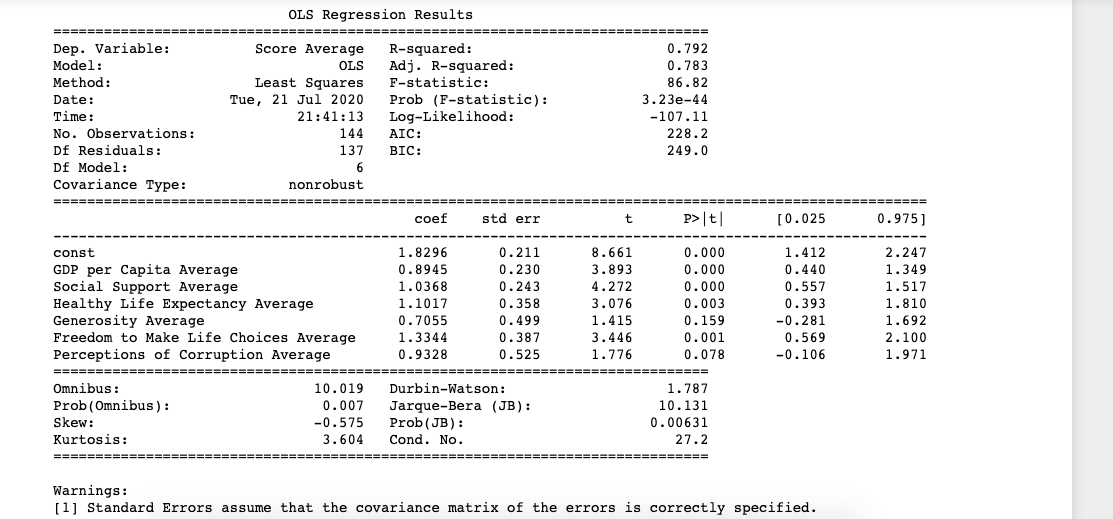 OLS Regression Results
==============================================================================
Dep. Variable: Score Average R-squared: 0.792
Model: OLS Adj. R-squared: 0.783
Method: Least Squares F-statistic: 86.82
Date: Tue, 21 Jul 2020 Prob (F-statistic): 3.23e-44
Time: 21:41:13 Log-Likelihood: -107.11
No. Observations: 144 AIC: 228.2
Df Residuals: 137 BIC: 249.0
Df Model: 6
Covariance Type: nonrobust
========================================================================================================
coef std err t P>|t| [0.025 0.975]
--------------------------------------------------------------------------------------------------------
const 1.8296 0.211 8.661 0.000 1.412 2.247
GDP per Capita Average 0.8945 0.230 3.893 0.000 0.440 1.349
Social Support Average 1.0368 0.243 4.272 0.000 0.557 1.517
Healthy Life Expectancy Average 1.1017 0.358 3.076 0.003 0.393 1.810
Generosity Average 0.7055 0.499 1.415 0.159 -0.281 1.692
Freedom to Make Life Choices Average 1.3344 0.387 3.446 0.001 0.569 2.100
Perceptions of Corruption Average 0.9328 0.525 1.776 0.078 -0.106 1.971
==============================================================================
Omnibus: 10.019 Durbin-Watson: 1.787
Prob(Omnibus): 0.007 Jarque-Bera (JB): 10.131
Skew: -0.575 Prob(JB): 0.00631
Kurtosis: 3.604 Cond. No. 27.2
==============================================================================
Warnings:
[1] Standard Errors assume that the covariance matrix of the errors is correctly specified.